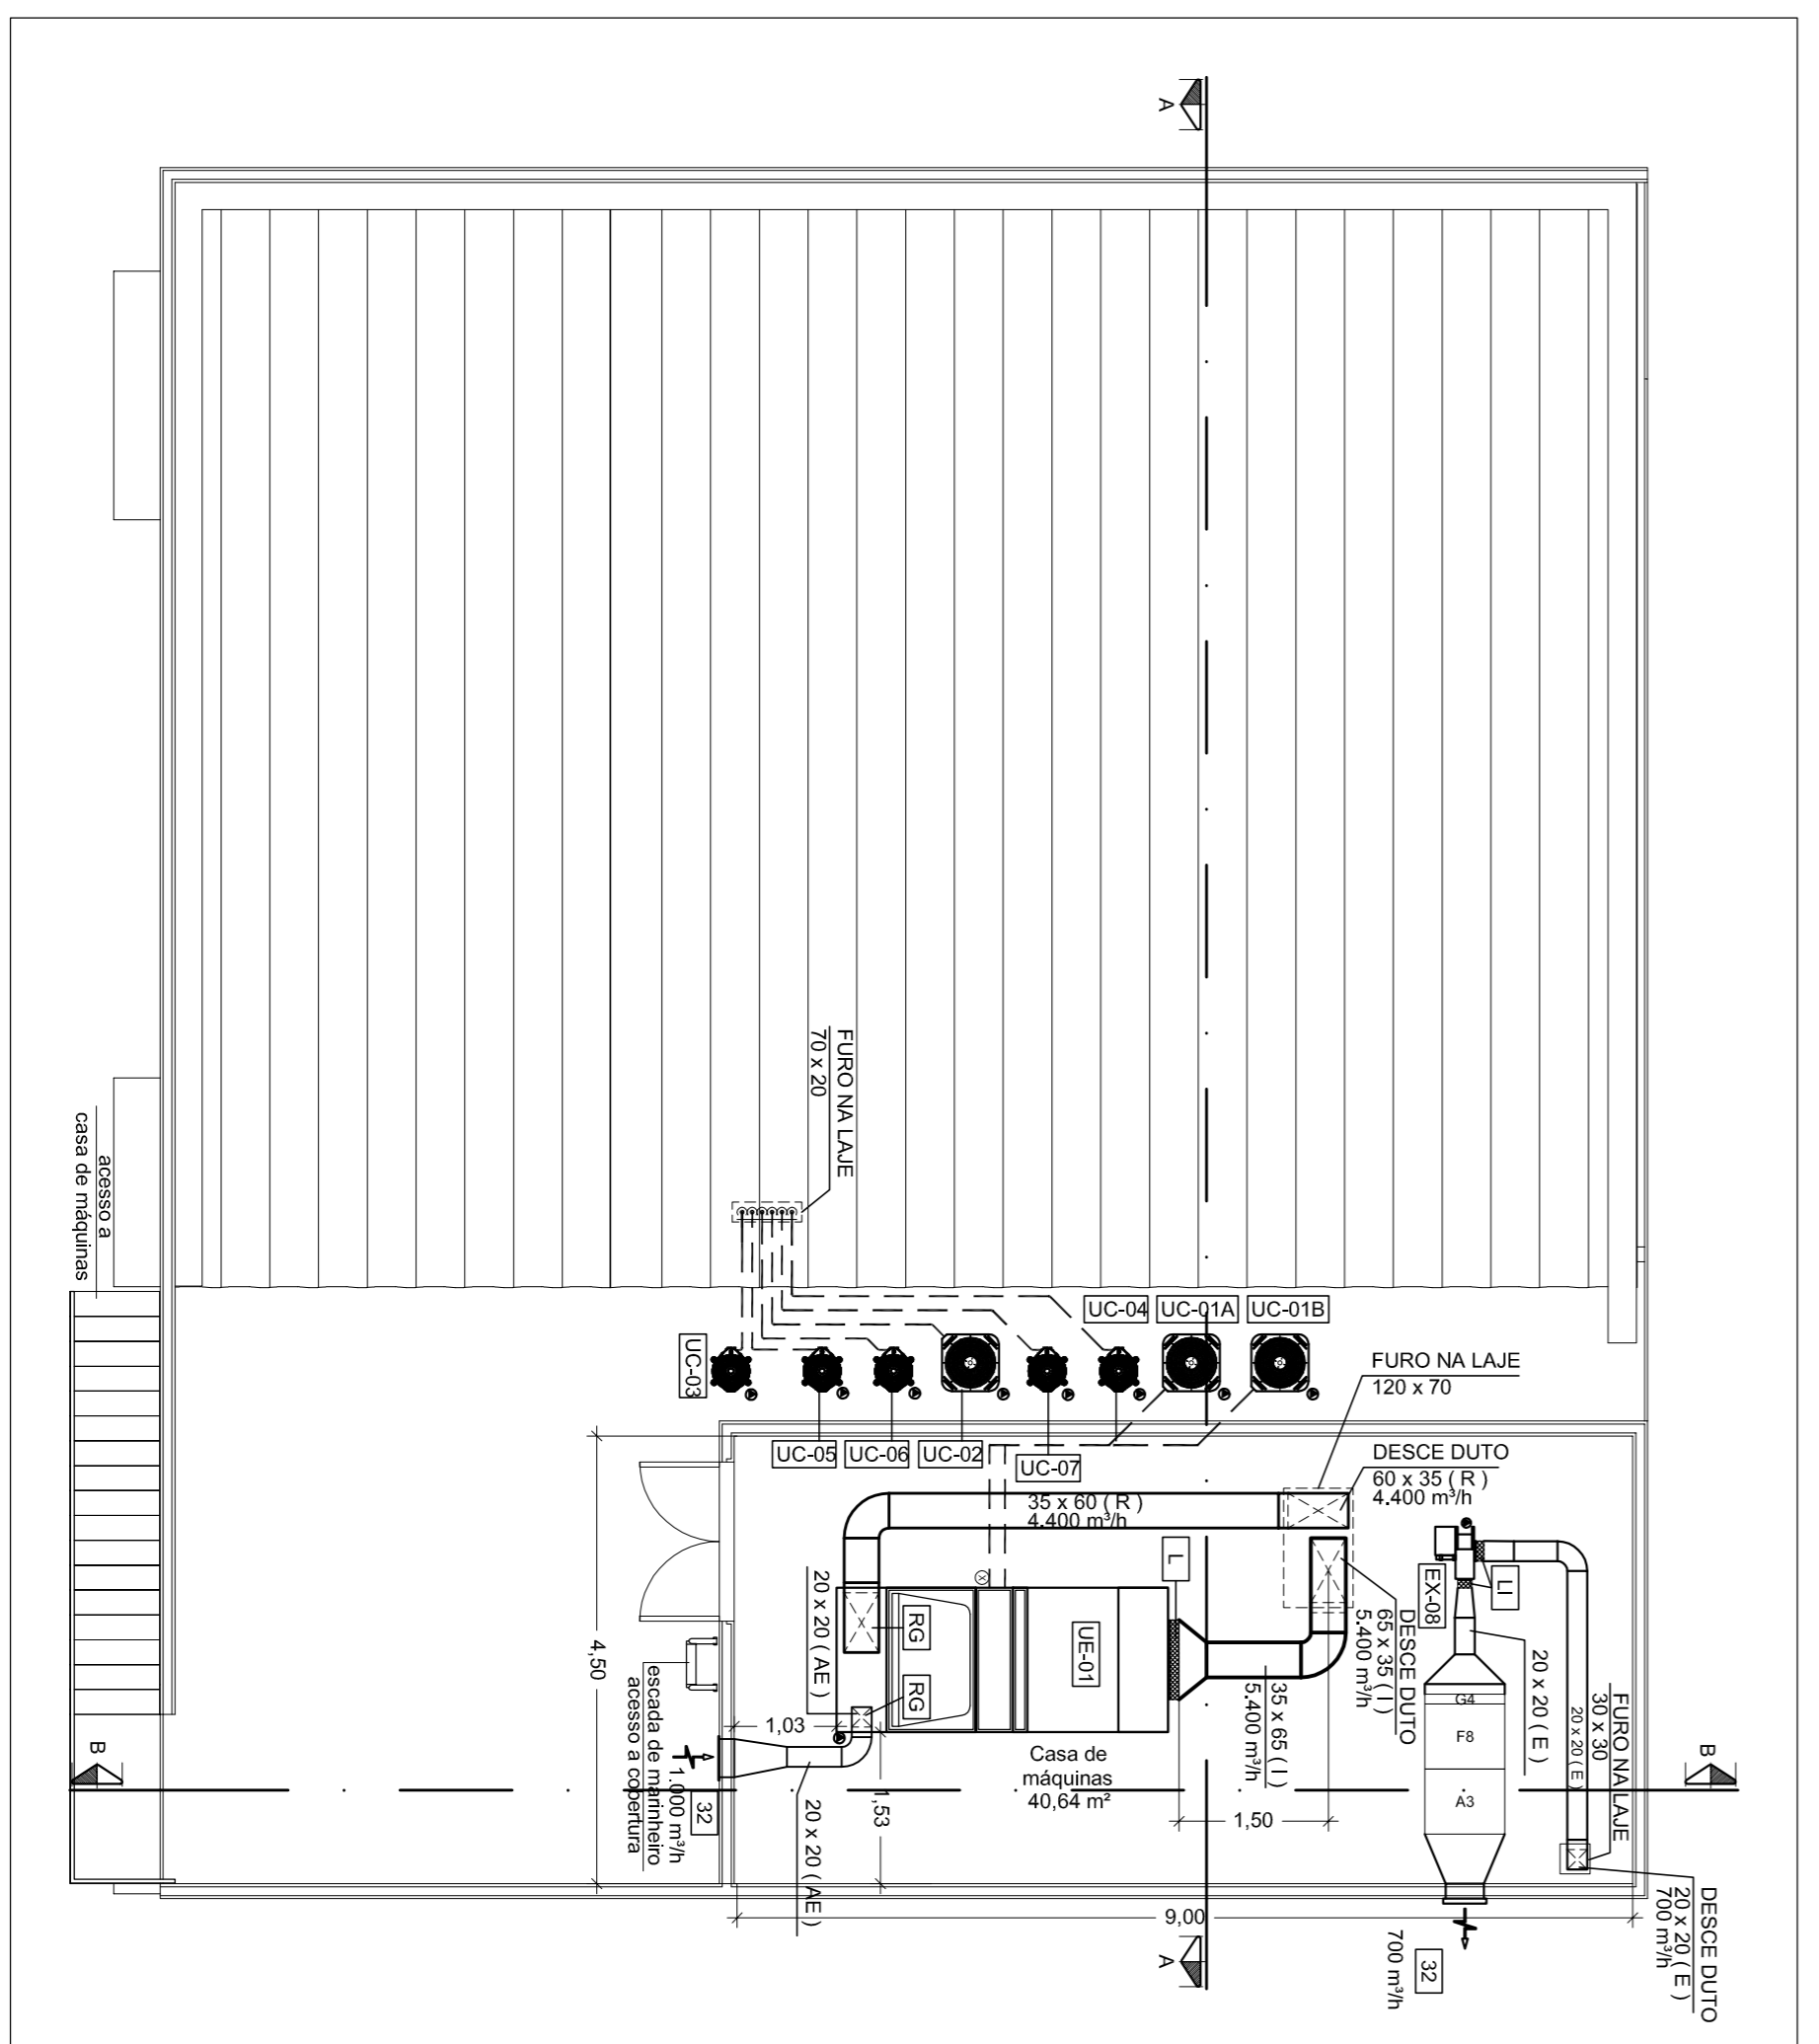 A
FURO NA LAJE
70 x 20
acesso a
casa de máquinas
UC-04
UC-01A
UC-01B
UC-03
FURO NA LAJE
120 x 70
UC-05
UC-06
UC-02
UC-07
DESCE DUTO
60 x 35 ( R )
4.400 m³/h
35 x 60 ( R )
4.400 m³/h
L
LI
EX-08
20 x 20 ( AE )
RG
RG
UE-01
DESCE DUTO
65 x 35 ( I )
5.400 m³/h
35 x 65 ( I )
5.400 m³/h
20 x 20 ( E )
20 x 20 ( E )
FURO NA LAJE
30 x 30
G4
F8
A3
4,50
1,03
escada de marinheiro
acesso a cobertura
1.000 m³/h
32
20 x 20 ( AE )
1,53
Casa de
máquinas
40,64 m²
1,50
B
B
9,00
A
700 m³/h
32
DESCE DUTO
20 x 20 ( E )
700 m³/h
X